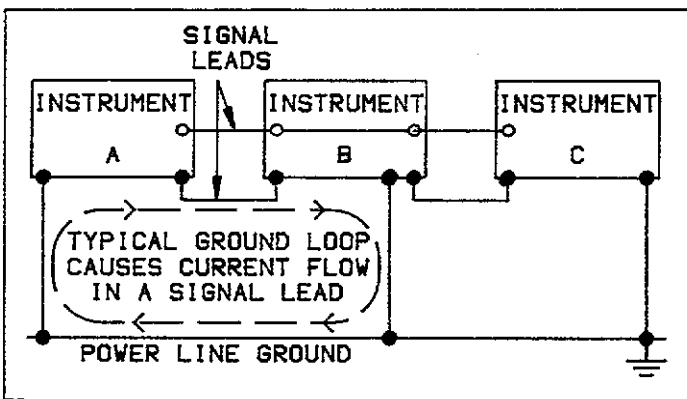 SIGNAL
LEADS
INSTRUMENT
A
INSTRUMENT
B
INSTRUMENT
C
TYPICAL GROUND LOOP
CAUSES CURRENT FLOW
IN A SIGNAL LEAD
POWER LINE GROUND